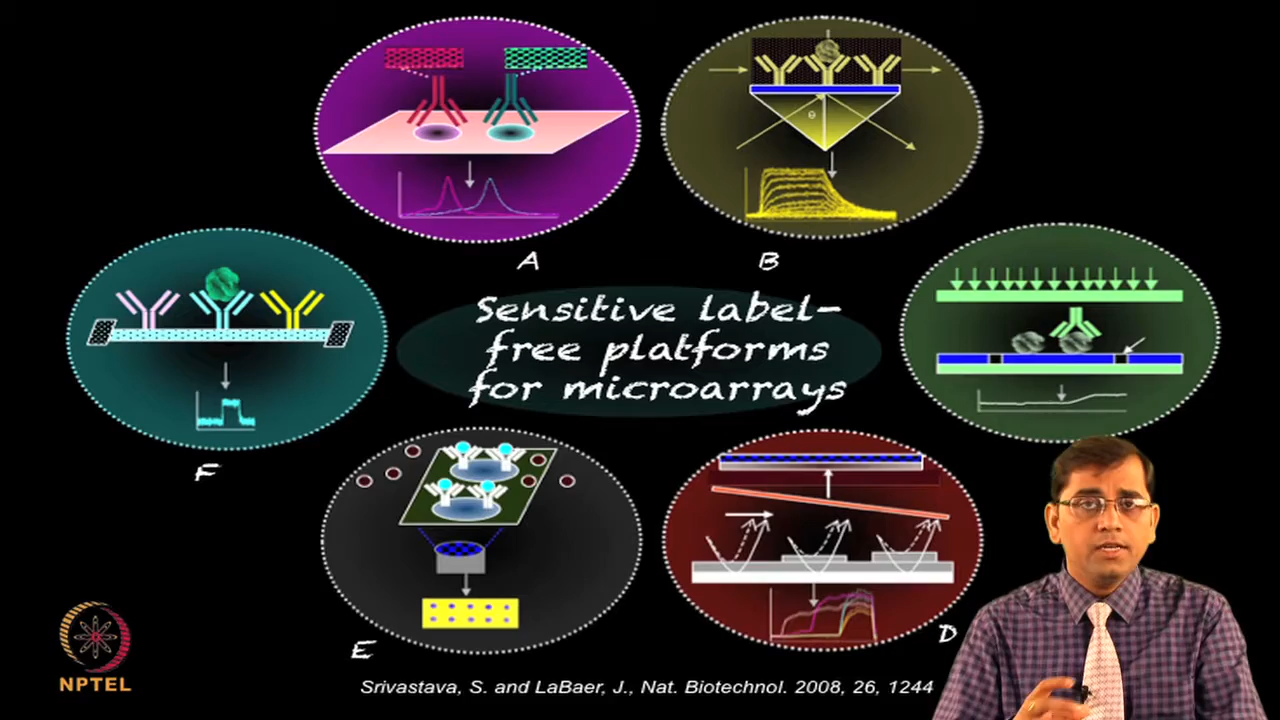 A
B
θ
Sensitive label-
free platforms
for microarrays
F
E
D
NPTEL
Srivastava, S. and LaBaer, J., Nat. Biotechnol. 2008, 26, 1244